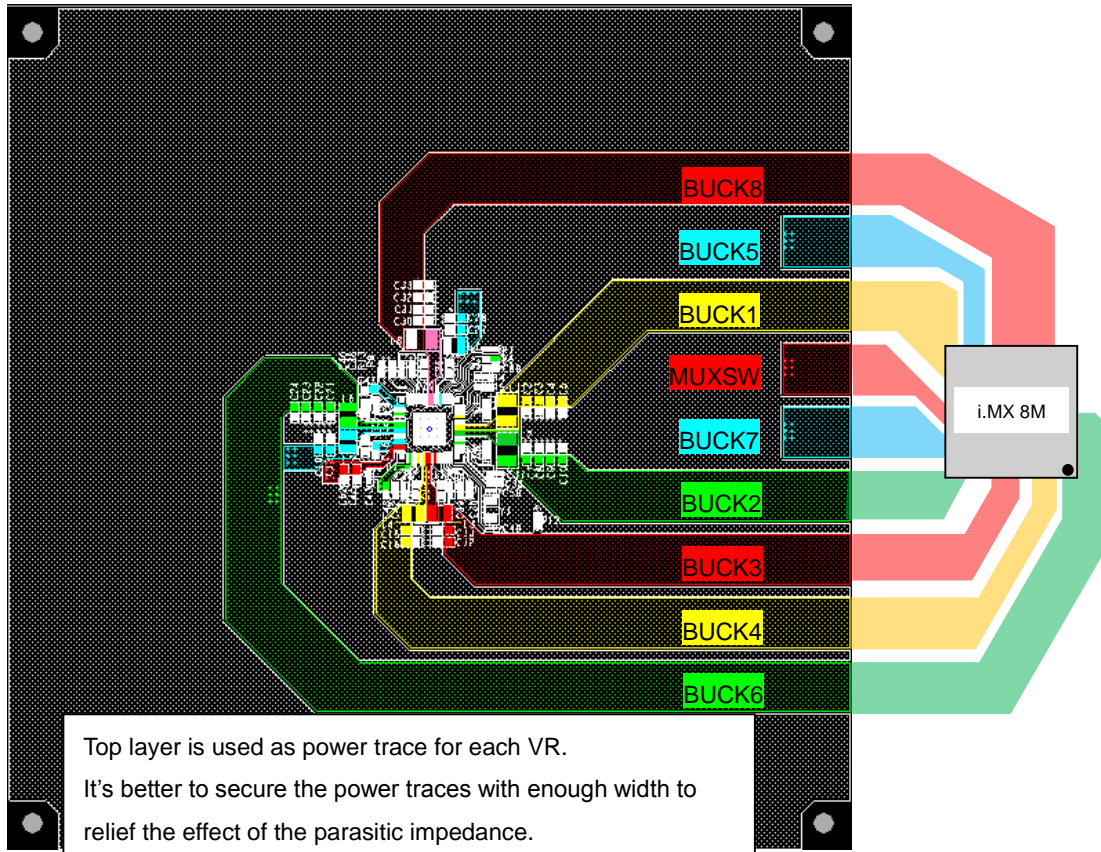 BUCK8
BUCK5
BUCK1
MUXSW
i.MX 8M
BUCK7
BUCK2
BUCK3
BUCK4
BUCK6
Top layer is used as power trace for each VR.
It's better to secure the power traces with enough width to
relief the effect of the parasitic impedance.